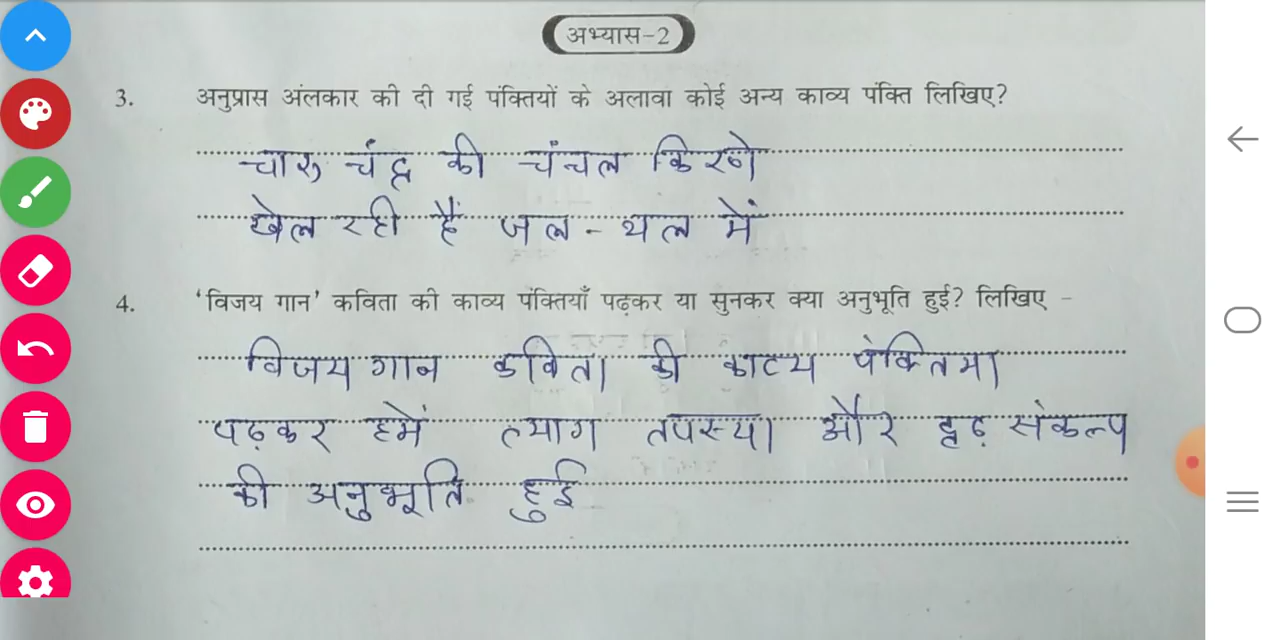 अभ्यास-2
3. अनुप्रास अंलकार की दी गई पंक्तियों के अलावा कोई अन्य काव्य पंक्ति लिखिए?
चारु चंद्र की चंचल किरणे
खेल रही हैं जल - थल में
4. 'विजय गान' कविता की काव्य पंक्तियाँ पढ़कर या सुनकर क्या अनुभूति हुई? लिखिए -
विजय गान कविता की काव्य पंक्तिया
पढ़कर हमें त्याग तपस्या और दृढ़ संकल्प
की अनुभूति हुई